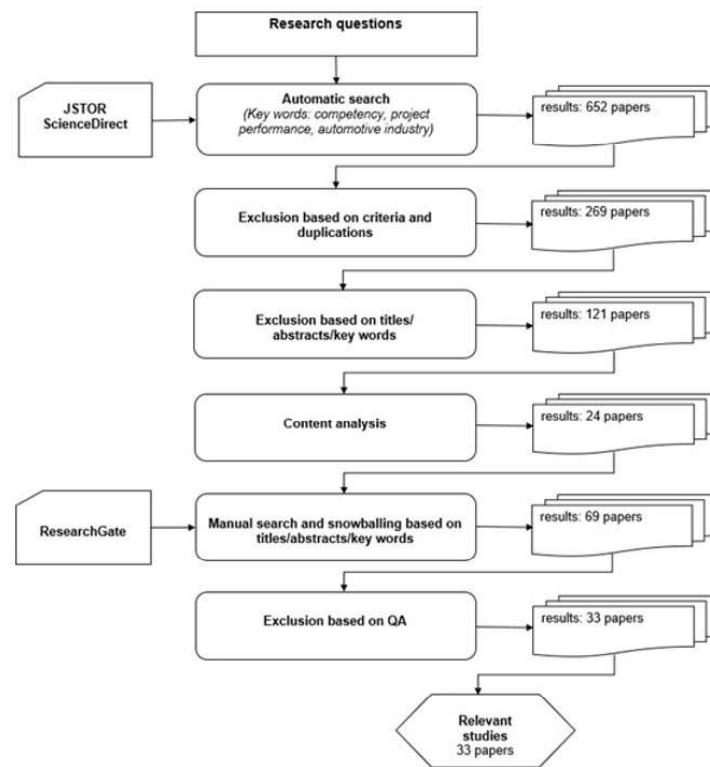 Research questions
JSTOR
ScienceDirect
Automatic search
(Key words: competency, project
performance, automotive industry)
results: 652 papers
Exclusion based on criteria and
duplications
results: 269 papers
Exclusion based on titles/
abstracts/key words
results: 121 papers
Content analysis
results: 24 papers
ResearchGate
Manual search and snowballing based on
titles/abstracts/key words
results: 69 papers
Exclusion based on QA
results: 33 papers
Relevant
studies
33 papers